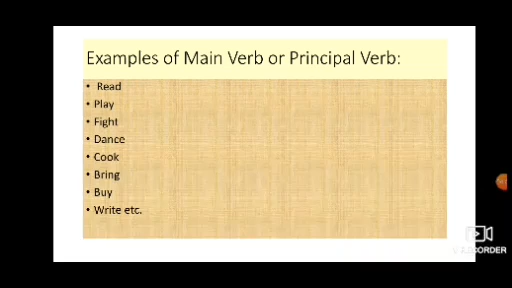 Examples of Main Verb or Principal Verb:
• Read
• Play
• Fight
• Dance
• Cook
• Bring
• Buy
• Write etc.